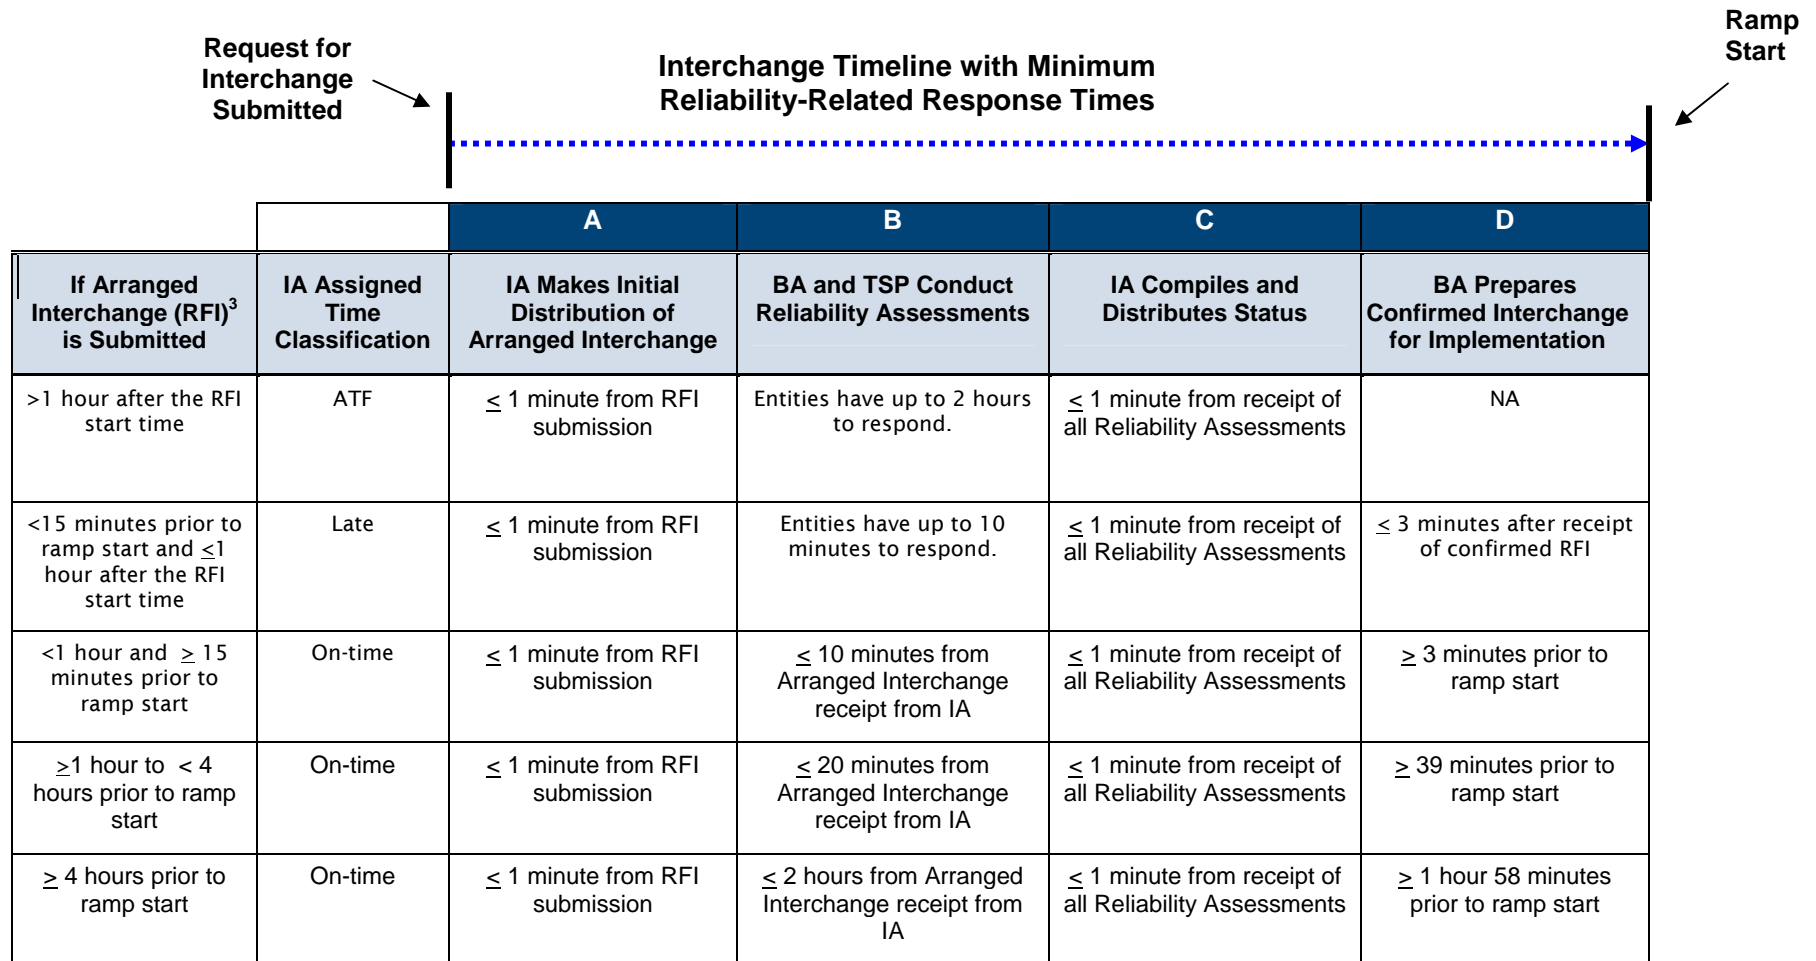 Ramp
Start
Request for
Interchange
Submitted
Interchange Timeline with Minimum
Reliability-Related Response Times
A
B
C
D
If Arranged
Interchange (RFI)³
is Submitted
IA Assigned
Time
Classification
IA Makes Initial
Distribution of
Arranged Interchange
BA and TSP Conduct
Reliability Assessments
IA Compiles and
Distributes Status
BA Prepares
Confirmed Interchange
for Implementation
>1 hour after the RFI
start time
ATF
≤ 1 minute from RFI
submission
Entities have up to 2 hours
to respond.
≤ 1 minute from receipt of
all Reliability Assessments
NA
<15 minutes prior to
ramp start and ≤1
hour after the RFI
start time
Late
≤ 1 minute from RFI
submission
Entities have up to 10
minutes to respond.
≤ 1 minute from receipt of
all Reliability Assessments
≤ 3 minutes after receipt
of confirmed RFI
<1 hour and ≥ 15
minutes prior to
ramp start
On-time
≤ 1 minute from RFI
submission
≤ 10 minutes from
Arranged Interchange
receipt from IA
≤ 1 minute from receipt of
all Reliability Assessments
≥ 3 minutes prior to
ramp start
≥1 hour to < 4
hours prior to ramp
start
On-time
≤ 1 minute from RFI
submission
≤ 20 minutes from
Arranged Interchange
receipt from IA
≤ 1 minute from receipt of
all Reliability Assessments
≥ 39 minutes prior to
ramp start
≥ 4 hours prior to
ramp start
On-time
≤ 1 minute from RFI
submission
≤ 2 hours from Arranged
Interchange receipt from
IA
≤ 1 minute from receipt of
all Reliability Assessments
≥ 1 hour 58 minutes
prior to ramp start